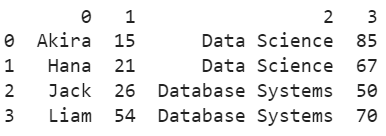 0 1 2 3
0 Akira 15 Data Science 85
1 Hana 21 Data Science 67
2 Jack 26 Database Systems 50
3 Liam 54 Database Systems 70